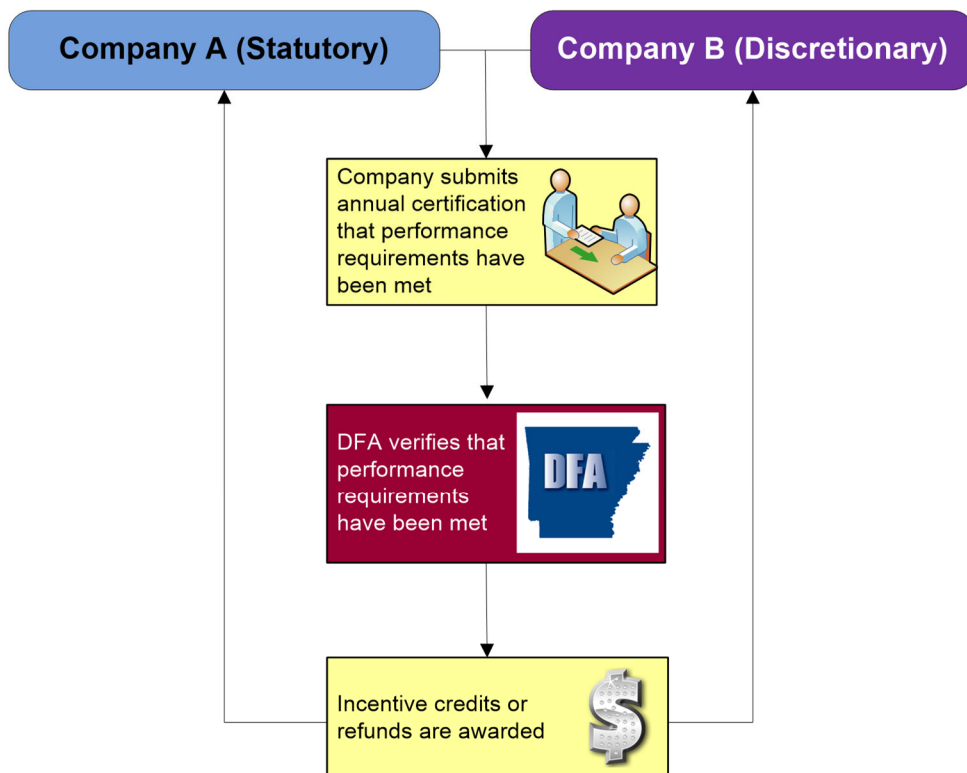 Company A (Statutory)
Company B (Discretionary)
Company submits
annual certification
that performance
requirements have
been met
DFA verifies that
performance
requirements
have been met
DFA
Incentive credits or
refunds are awarded
$